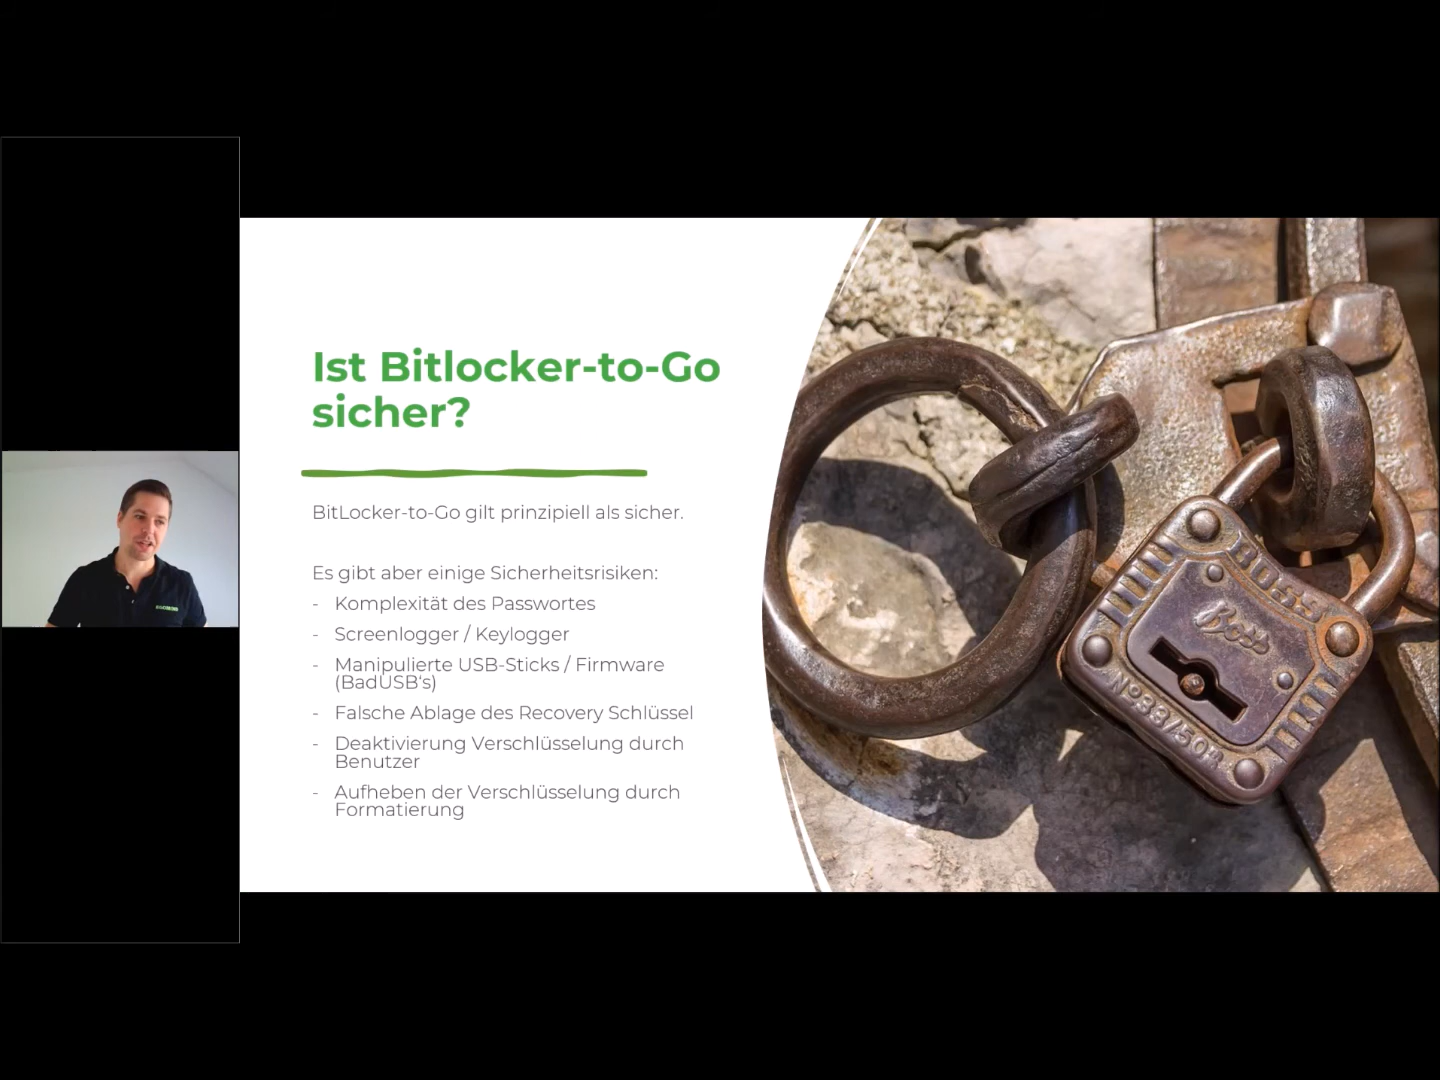 Ist Bitlocker-to-Go
sicher?
BitLocker-to-Go gilt prinzipiell als sicher.
Es gibt aber einige Sicherheitsrisiken:
- Komplexität des Passwortes
- Screenlogger / Keylogger
- Manipulierte USB-Sticks / Firmware
(BadUSB's)
- Falsche Ablage des Recovery Schlüssel
- Deaktivierung Verschlüsselung durch
Benutzer
- Aufheben der Verschlüsselung durch
Formatierung
BOSS
Boss
Nº33/50R